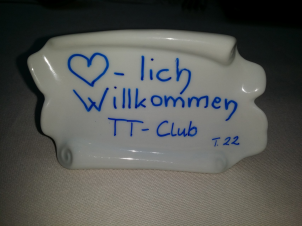 ♡-lich
Willkommen
TT-Club
T.22